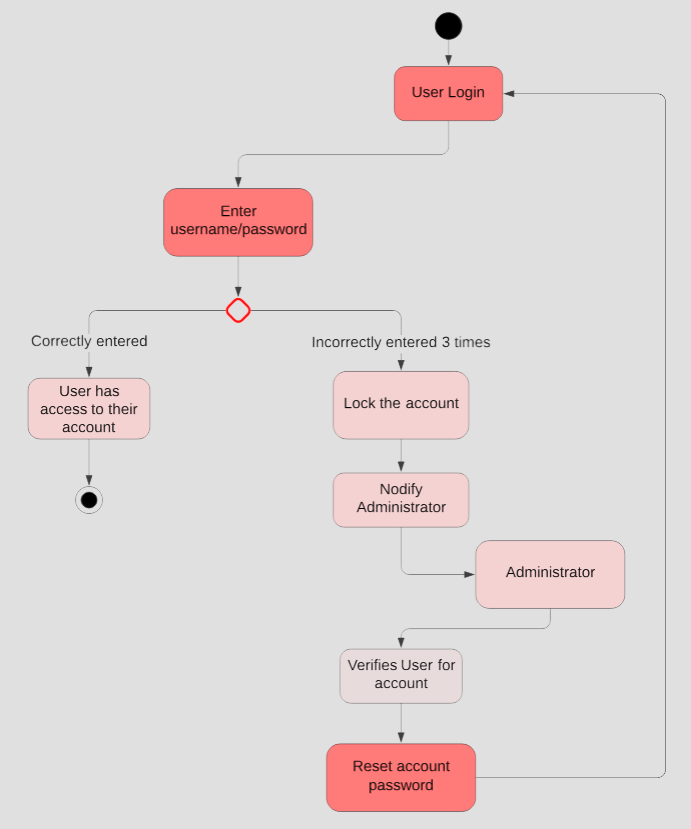 User Login
Enter
username/password
Correctly entered
Incorrectly entered 3 times
User has
access to their
account
Lock the account
Nodify
Administrator
Administrator
Verifies User for
account
Reset account
password